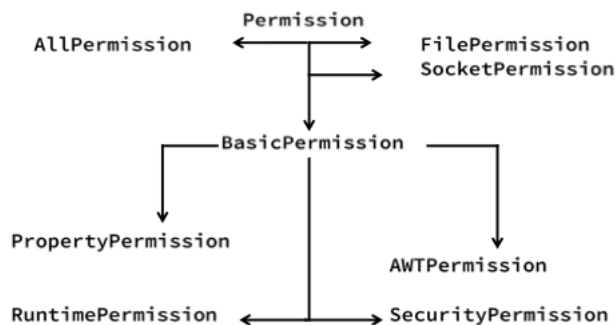 Permission
AllPermission
FilePermission
SocketPermission
BasicPermission
PropertyPermission
AWTPermission
RuntimePermission
SecurityPermission